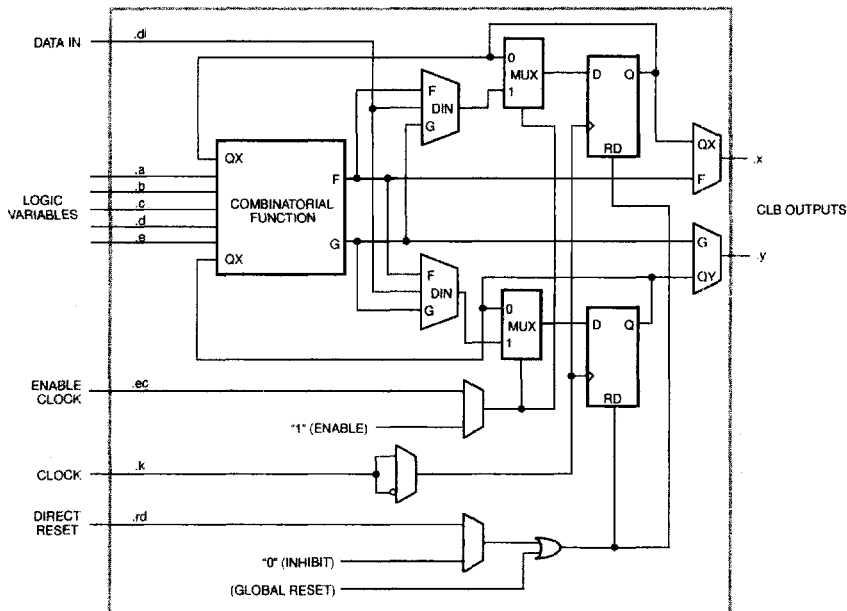 DATA IN
.di
0
MUX
1
D
Q
RD
F
DIN
G
QX
F
.x
QX
COMBINATORIAL
FUNCTION
F
G
QX
LOGIC
VARIABLES
.a
.b
.c
.d
.e
CLB OUTPUTS
G
QY
.y
F
DIN
G
0
MUX
1
D
Q
RD
ENABLE
CLOCK
.ec
"1" (ENABLE)
CLOCK
.k
DIRECT
RESET
.rd
"0" (INHIBIT)
(GLOBAL RESET)